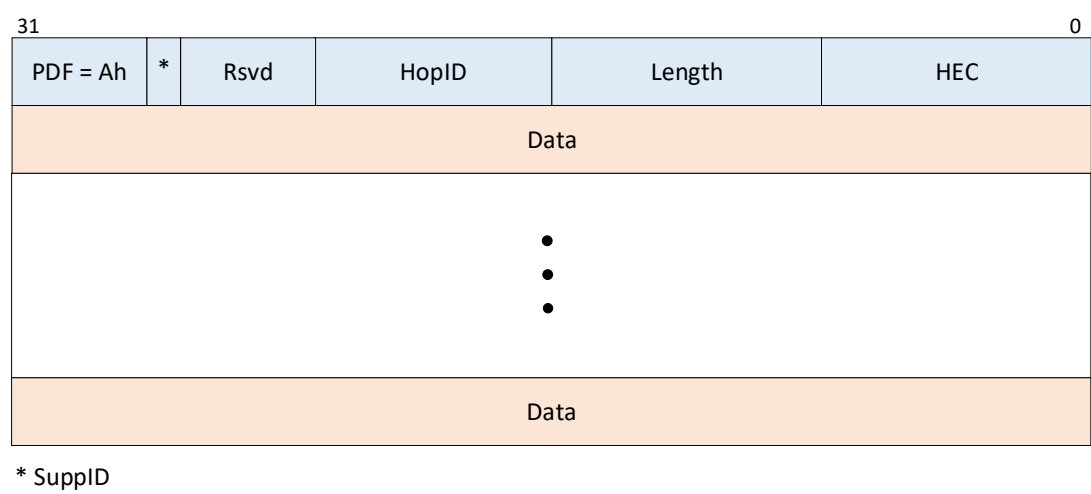 31 0
PDF = Ah * Rsvd HopID Length HEC
Data
Data
* SuppID